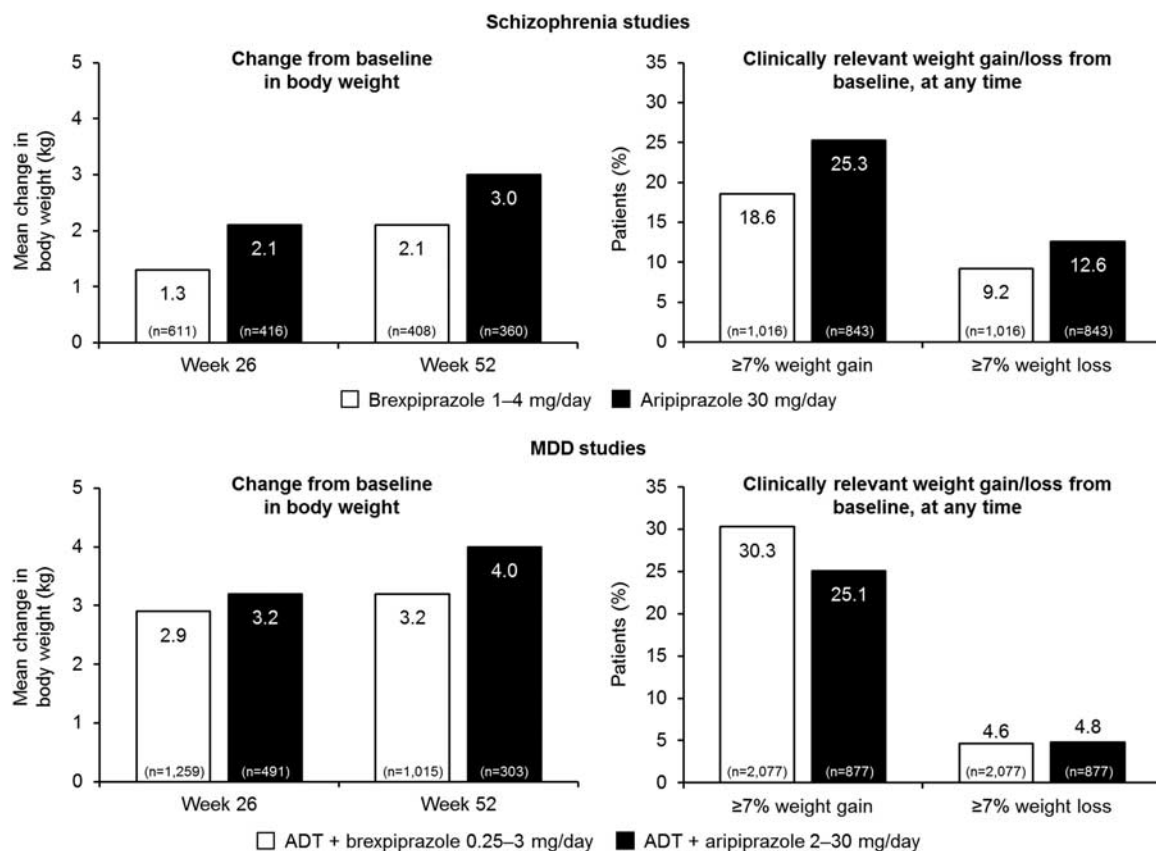 Schizophrenia studies
Change from baseline
in body weight
Mean change in
body weight (kg)
5
4
3
2
1
0
1.3
(n=611)
2.1
(n=416)
2.1
(n=408)
3.0
(n=360)
Week 26
Week 52
Clinically relevant weight gain/loss from
baseline, at any time
Patients (%)
35
30
25
20
15
10
5
0
18.6
(n=1,016)
25.3
(n=843)
9.2
(n=1,016)
12.6
(n=843)
≥7% weight gain
≥7% weight loss
Brexpiprazole 1–4 mg/day
Aripiprazole 30 mg/day
MDD studies
Change from baseline
in body weight
Mean change in
body weight (kg)
5
4
3
2
1
0
2.9
(n=1,259)
3.2
(n=491)
3.2
(n=1,015)
4.0
(n=303)
Week 26
Week 52
Clinically relevant weight gain/loss from
baseline, at any time
Patients (%)
35
30
25
20
15
10
5
0
30.3
(n=2,077)
25.1
(n=877)
4.6
(n=2,077)
4.8
(n=877)
≥7% weight gain
≥7% weight loss
ADT + brexpiprazole 0.25–3 mg/day
ADT + aripiprazole 2–30 mg/day